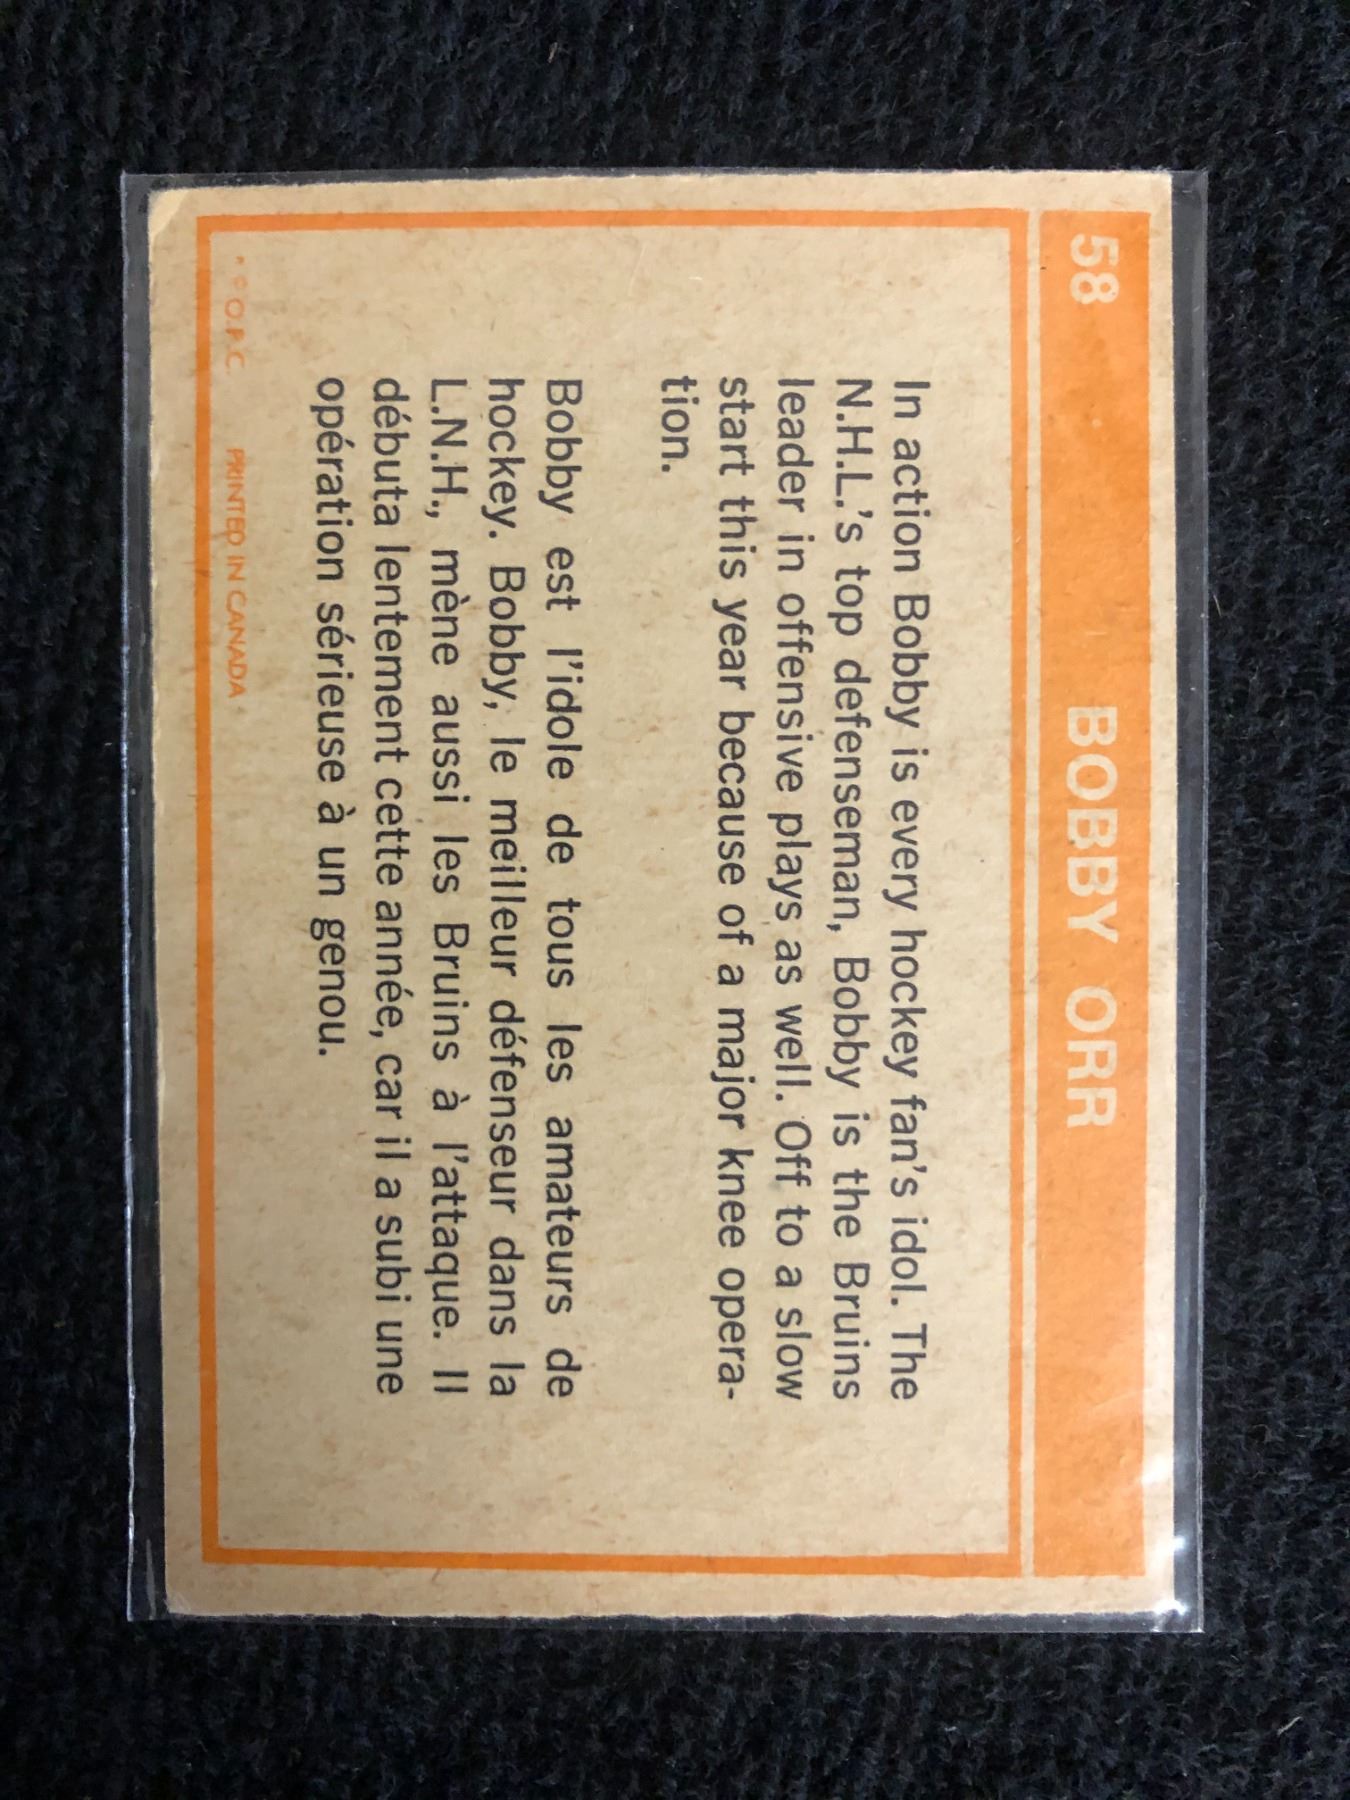 58 BOBBY ORR
In action Bobby is every hockey fan's idol. The
N.H.L.'s top defenseman, Bobby is the Bruins
leader in offensive plays as well. Off to a slow
start this year because of a major knee opera-
tion.
Bobby est l'idole de tous les amateurs de
hockey. Bobby, le meilleur défenseur dans la
L.N.H., mène aussi les Bruins à l'attaque. Il
débuta lentement cette année, car il a subi une
opération sérieuse à un genou.
* © O.P.C. PRINTED IN CANADA